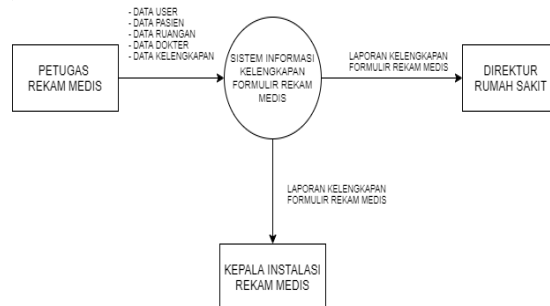 - DATA USER
- DATA PASIEN
- DATA RUANGAN
- DATA DOKTER
- DATA KELENGKAPAN
PETUGAS
REKAM MEDIS
SISTEM INFORMASI
KELENGKAPAN
FORMULIR REKAM
MEDIS
LAPORAN KELENGKAPAN
FORMULIR REKAM MEDIS
DIREKTUR
RUMAH SAKIT
LAPORAN KELENGKAPAN
FORMULIR REKAM MEDIS
KEPALA INSTALASI
REKAM MEDIS